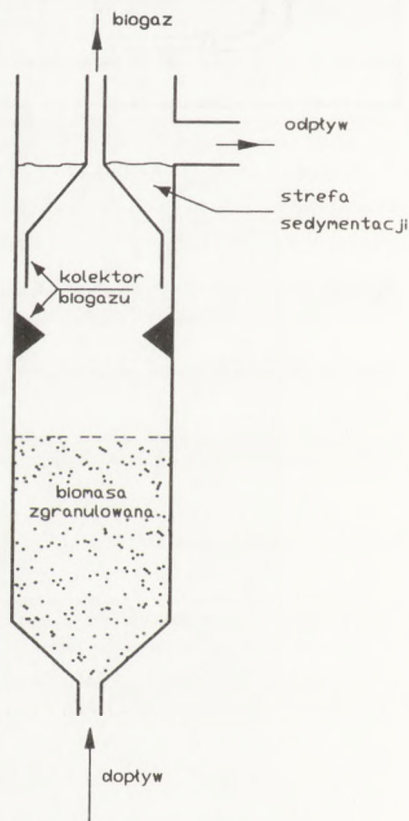 biogaz
odpływ
strefa
sedymentacji
kolektor
biogazu
biomasa
zgranulowana
dopływ